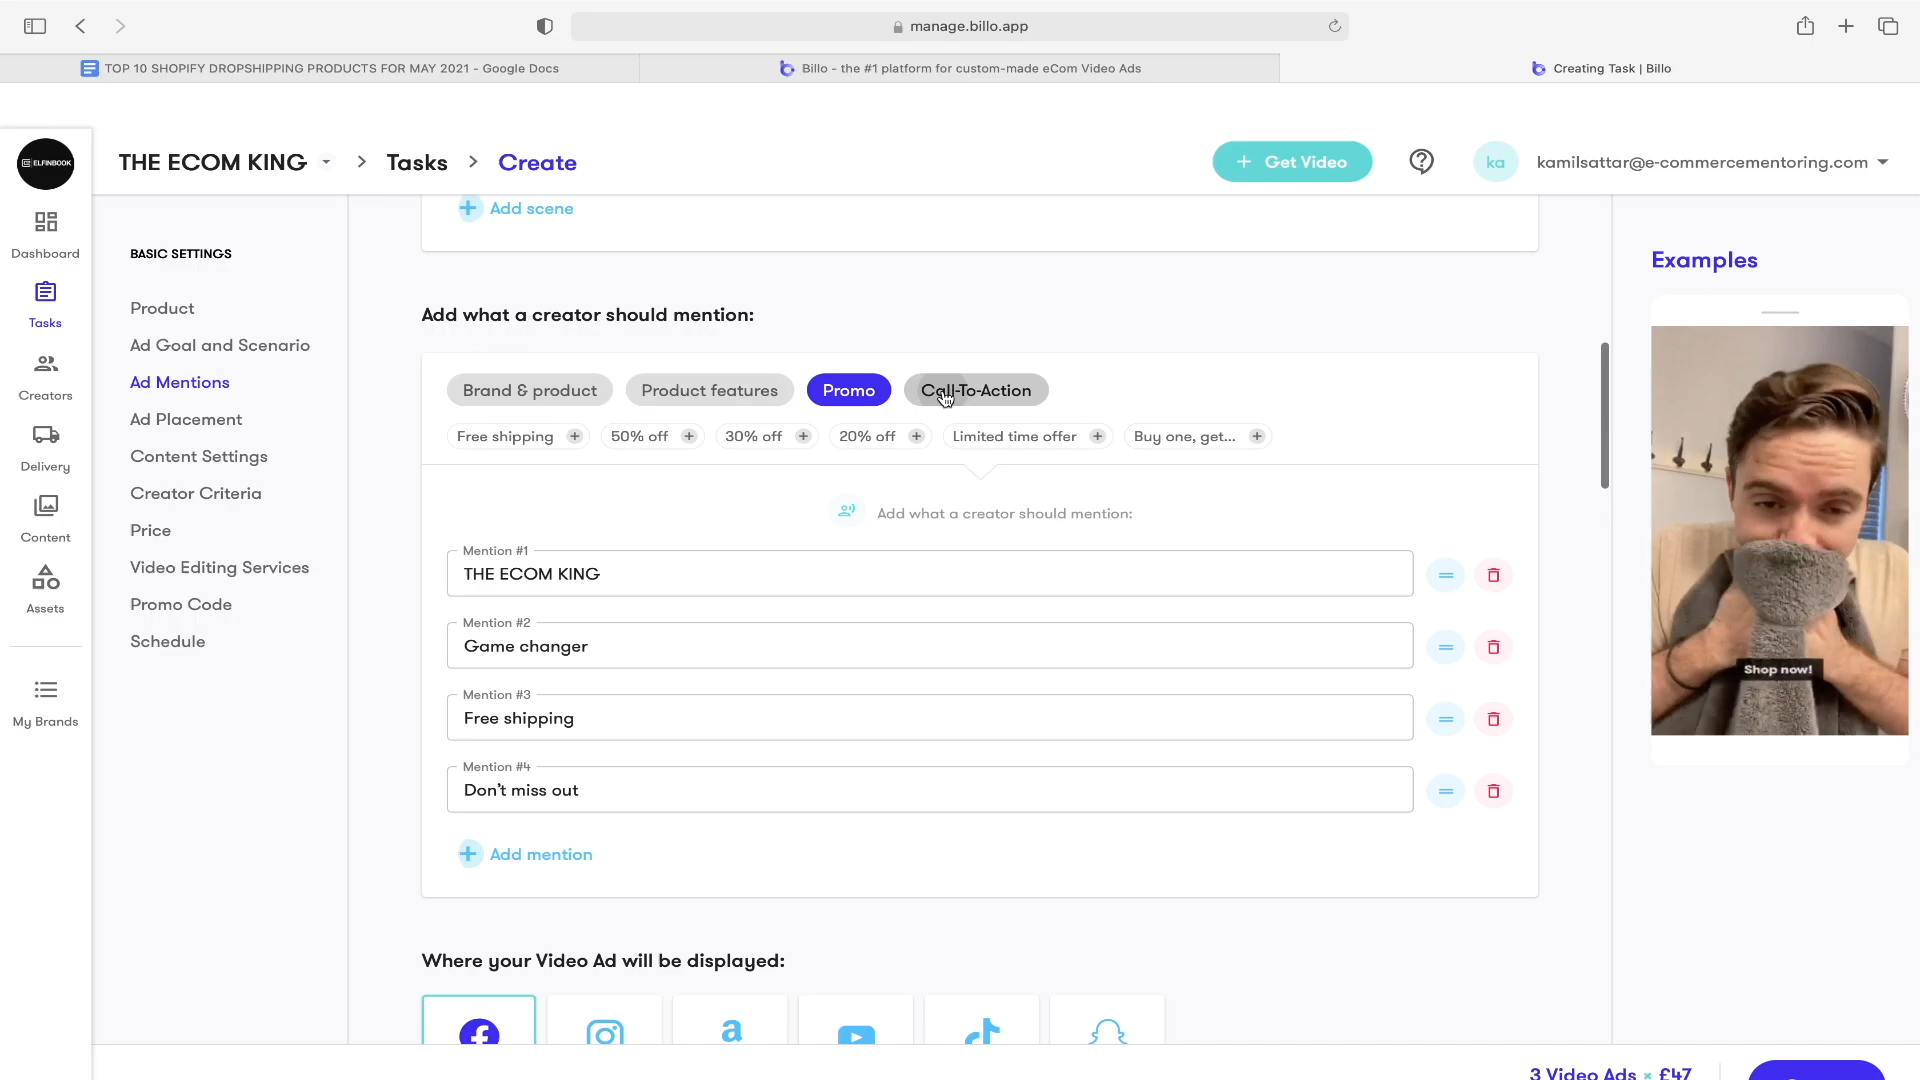 manage.billo.app
TOP 10 SHOPIFY DROPSHIPPING PRODUCTS FOR MAY 2021 - Google Docs
Billo - the #1 platform for custom-made eCom Video Ads
Creating Task | Billo
ELFINBOOK
THE ECOM KING
Tasks
Create
+ Get Video
ka
kamilsattar@e-commercementoring.com
Dashboard
Tasks
Creators
Delivery
Content
Assets
My Brands
BASIC SETTINGS
Product
Ad Goal and Scenario
Ad Mentions
Ad Placement
Content Settings
Creator Criteria
Price
Video Editing Services
Promo Code
Schedule
+ Add scene
Add what a creator should mention:
Brand & product
Product features
Promo
Call-To-Action
Free shipping +
50% off +
30% off +
20% off +
Limited time offer +
Buy one, get... +
Add what a creator should mention:
Mention #1
THE ECOM KING
Mention #2
Game changer
Mention #3
Free shipping
Mention #4
Don't miss out
+ Add mention
Where your Video Ad will be displayed:
Examples
Shop now!
3 Video Ads × £47